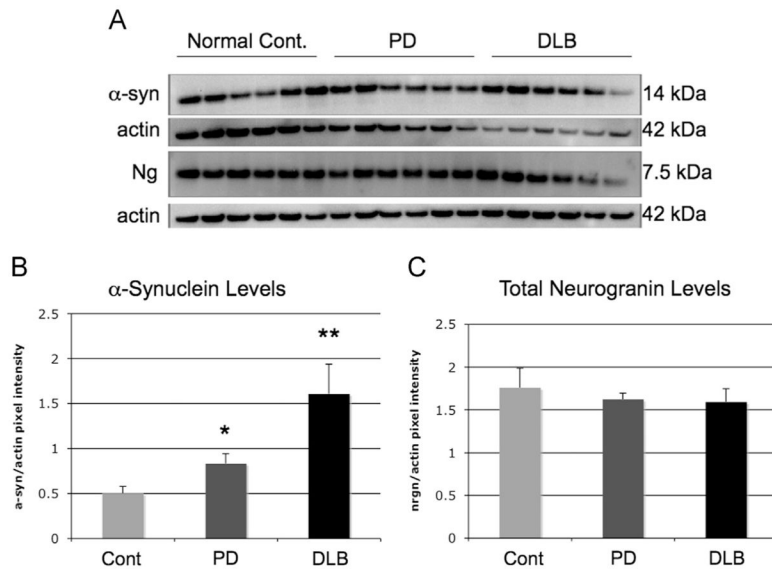 A
Normal Cont. PD DLB
α-syn 14 kDa
actin 42 kDa
Ng 7.5 kDa
actin 42 kDa
B
α-Synuclein Levels
a-syn/actin pixel intensity
2.5
2
1.5
1
0.5
0
*
**
Cont PD DLB
C
Total Neurogranin Levels
nrgn/actin pixel intensity
2.5
2
1.5
1
0.5
0
Cont PD DLB